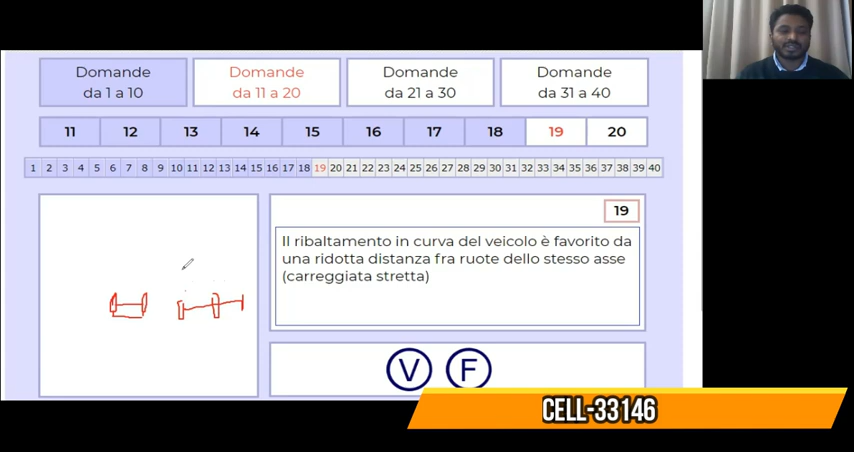 Domande
da 1 a 10
Domande
da 11 a 20
Domande
da 21 a 30
Domande
da 31 a 40
11 12 13 14 15 16 17 18 19 20
1 2 3 4 5 6 7 8 9 10 11 12 13 14 15 16 17 18 19 20 21 22 23 24 25 26 27 28 29 30 31 32 33 34 35 36 37 38 39 40
19
Il ribaltamento in curva del veicolo è favorito da
una ridotta distanza fra ruote dello stesso asse
(carreggiata stretta)
V F
CELL-33146